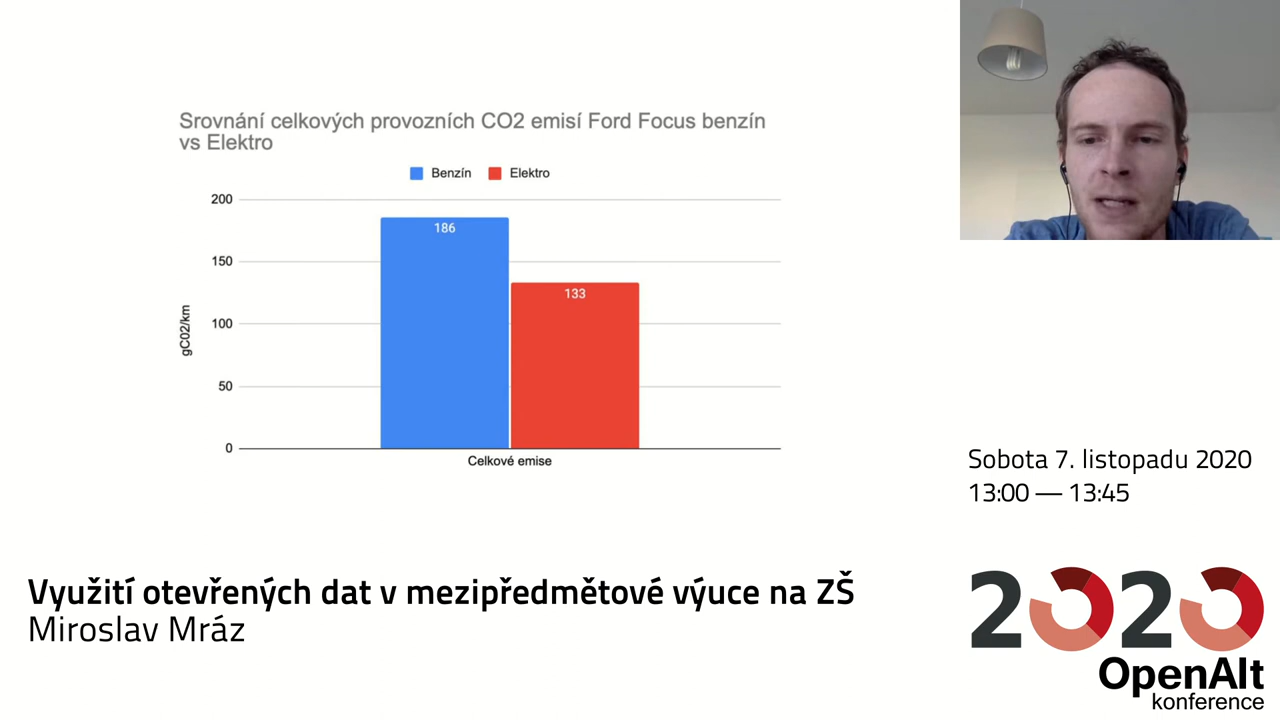 Srovnání celkových provozních CO2 emisí Ford Focus benzín
vs Elektro
Benzín Elektro
200
186
150
133
100
50
0
gC02/km
Celkové emise
Sobota 7. listopadu 2020
13:00 — 13:45
Využití otevřených dat v mezipředmětové výuce na ZŠ
Miroslav Mráz
2020
OpenAlt
konference